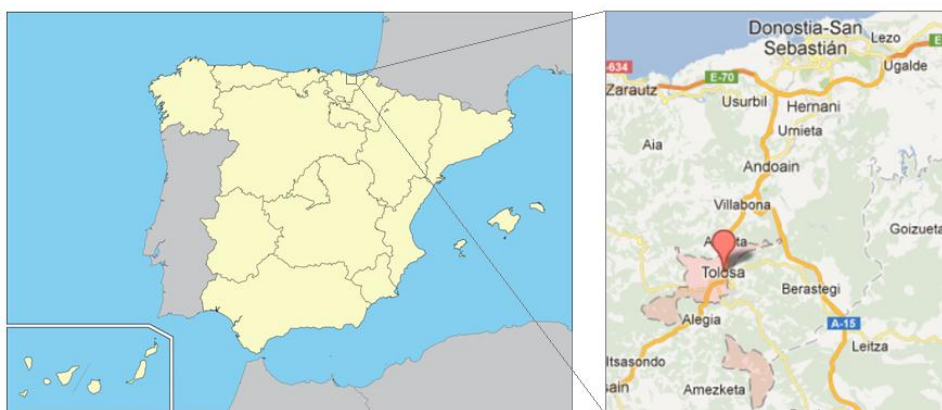 Donostia-San
Sebastián
Lezo
E
-634
E-70
Ugalde
Zarautz
Usurbil
Hernani
Urnieta
Aia
Andoain
Villabona
Goizueta
Tolosa
Berastegi
Alegia
A-15
Leitza
Itsasondo
Amezketa